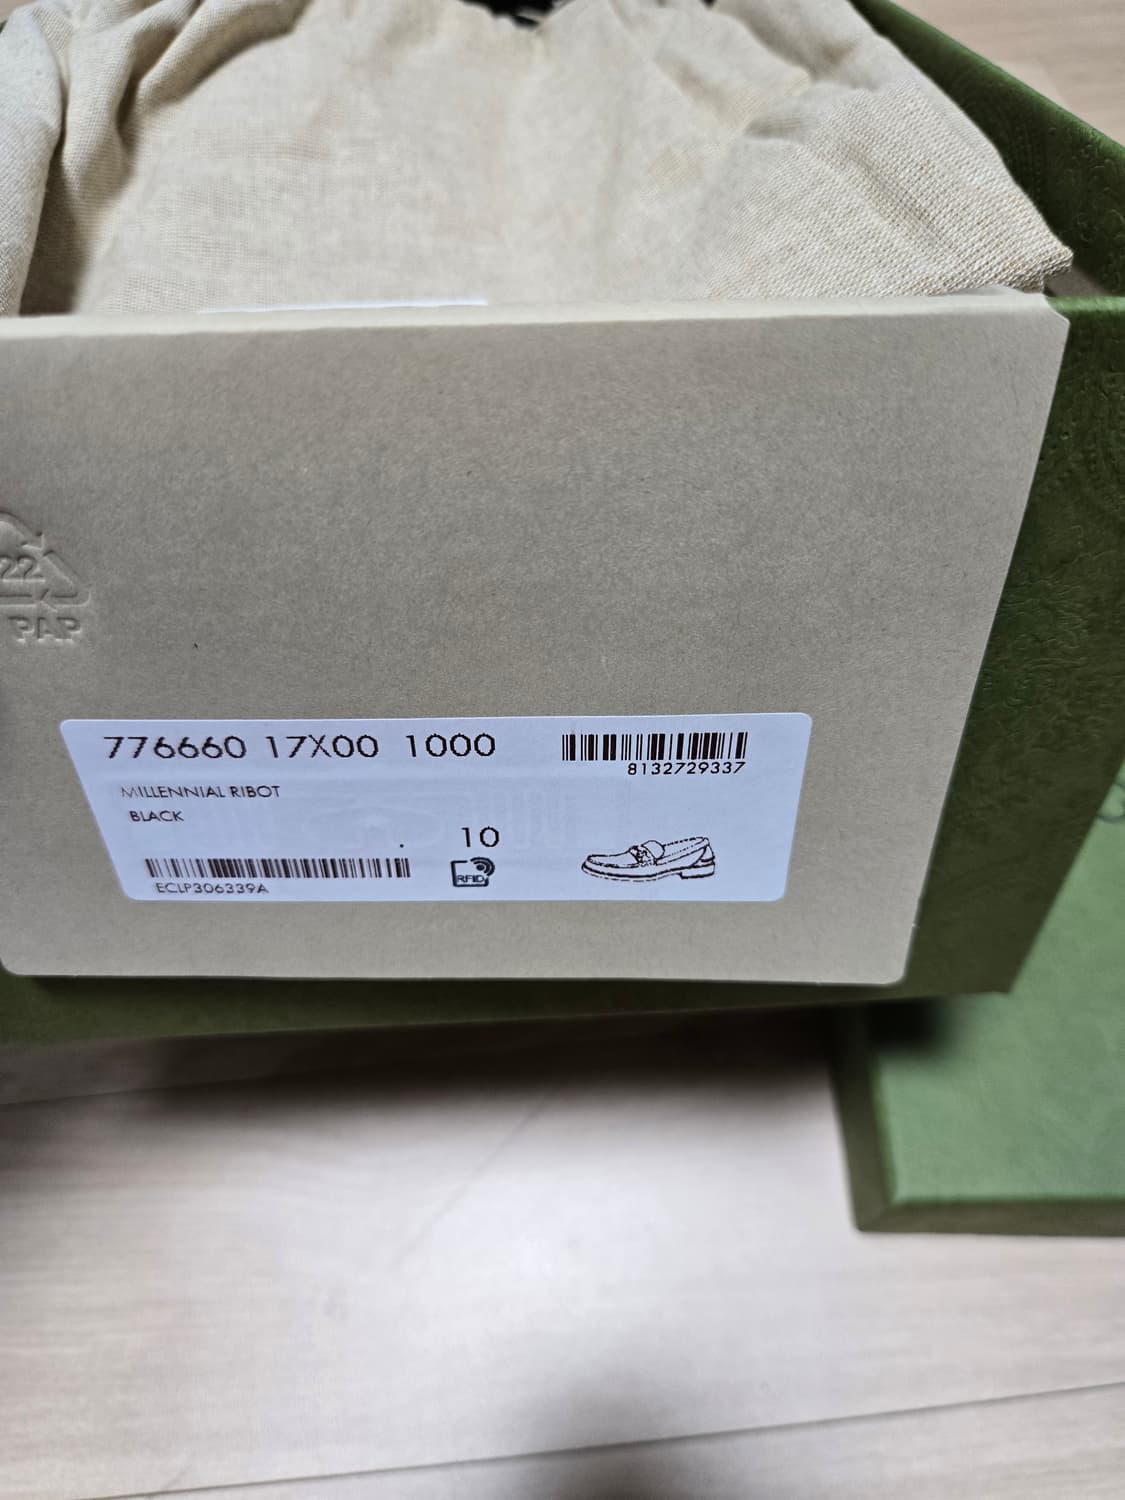 22
PAP
776660 17X00 1000
8132729337
MILLENNIAL RIBOT
BLACK
10
RFID
ECLP306339A